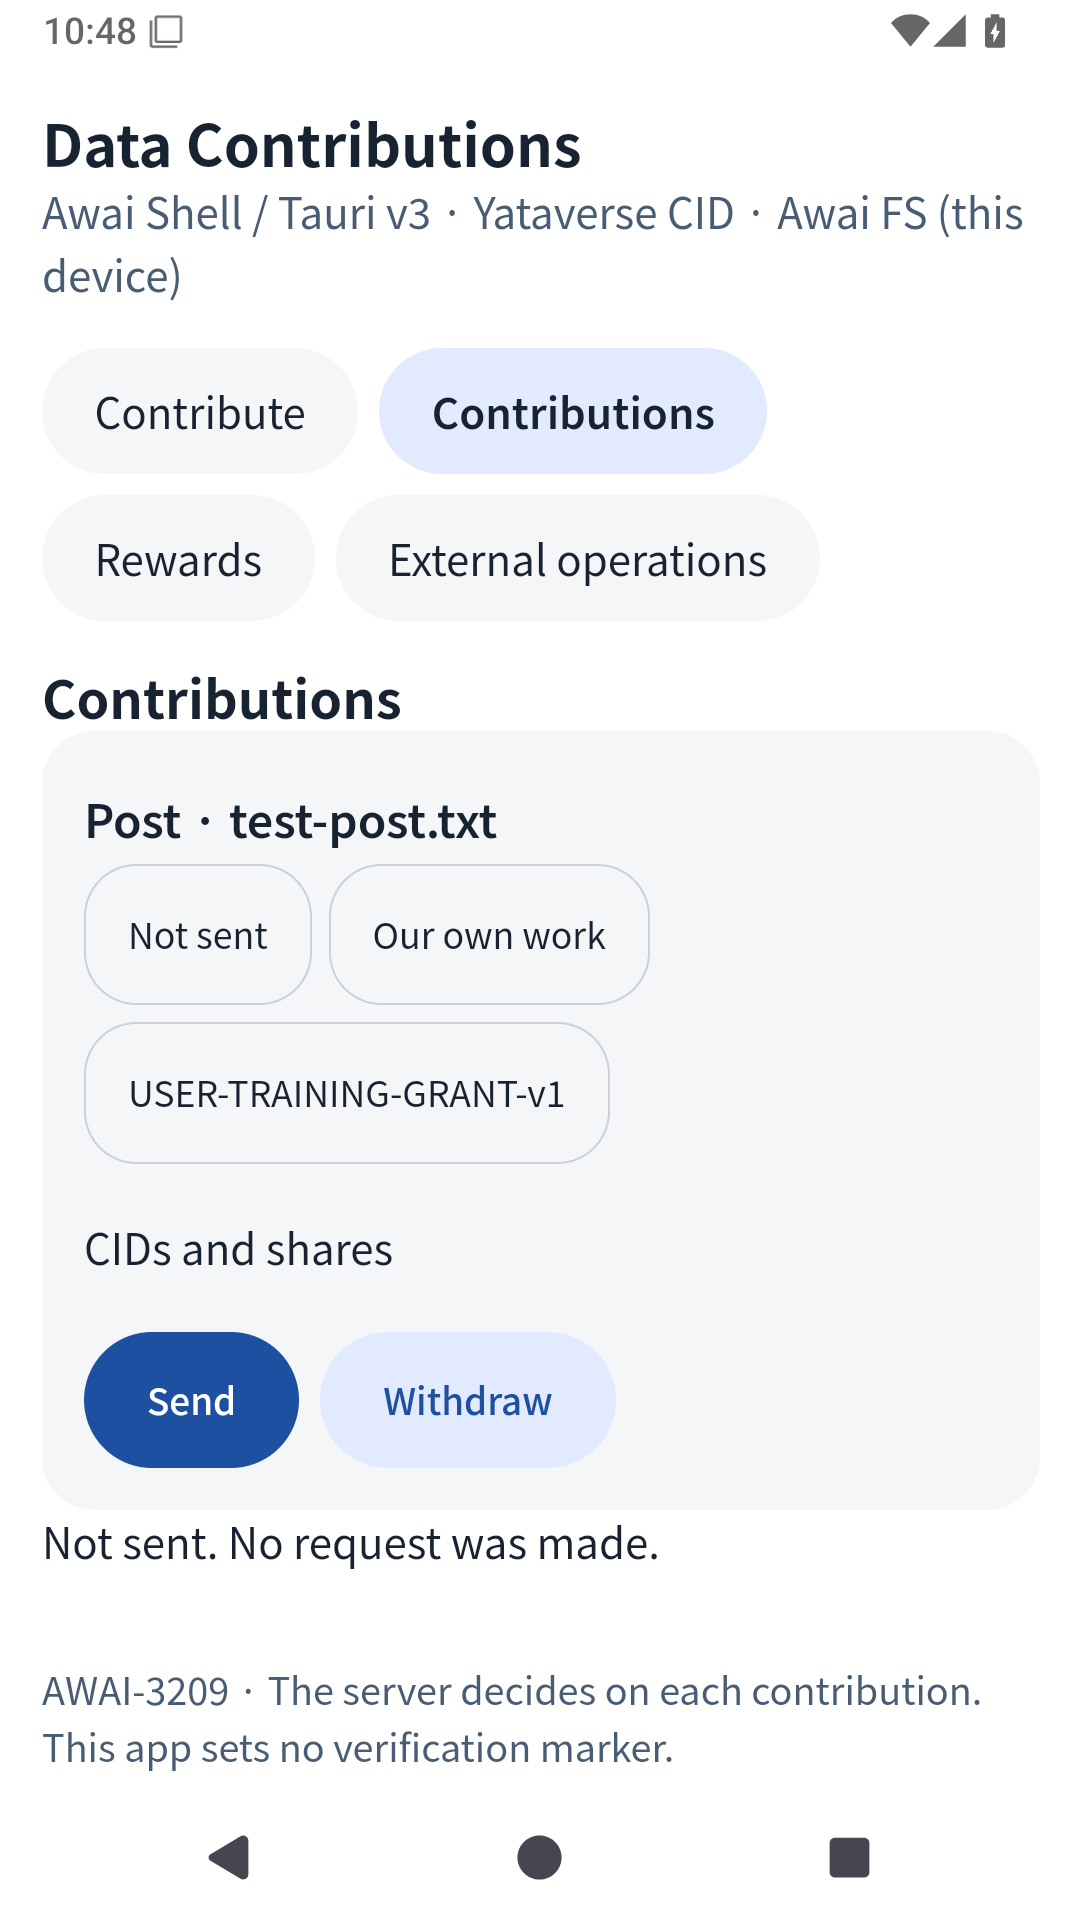 10:48
Data Contributions
Awai Shell / Tauri v3 · Yataverse CID · Awai FS (this
device)
Contribute
Contributions
Rewards
External operations
Contributions
Post · test-post.txt
Not sent
Our own work
USER-TRAINING-GRANT-v1
CIDs and shares
Send
Withdraw
Not sent. No request was made.
AWAI-3209 · The server decides on each contribution.
This app sets no verification marker.